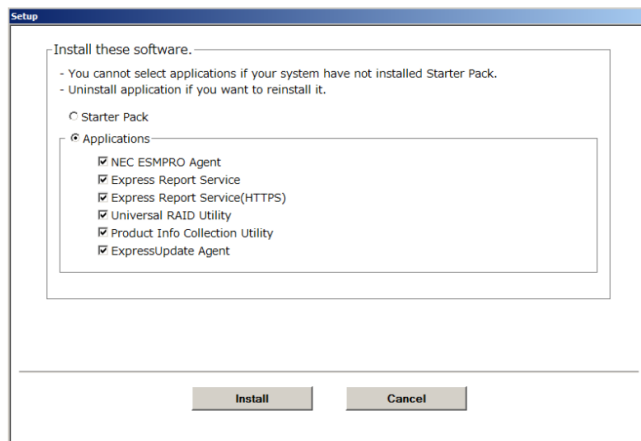 Setup
Install these software.
- You cannot select applications if your system have not installed Starter Pack.
- Uninstall application if you want to reinstall it.
Starter Pack
Applications
NEC ESMPRO Agent
Express Report Service
Express Report Service(HTTPS)
Universal RAID Utility
Product Info Collection Utility
ExpressUpdate Agent
Install Cancel